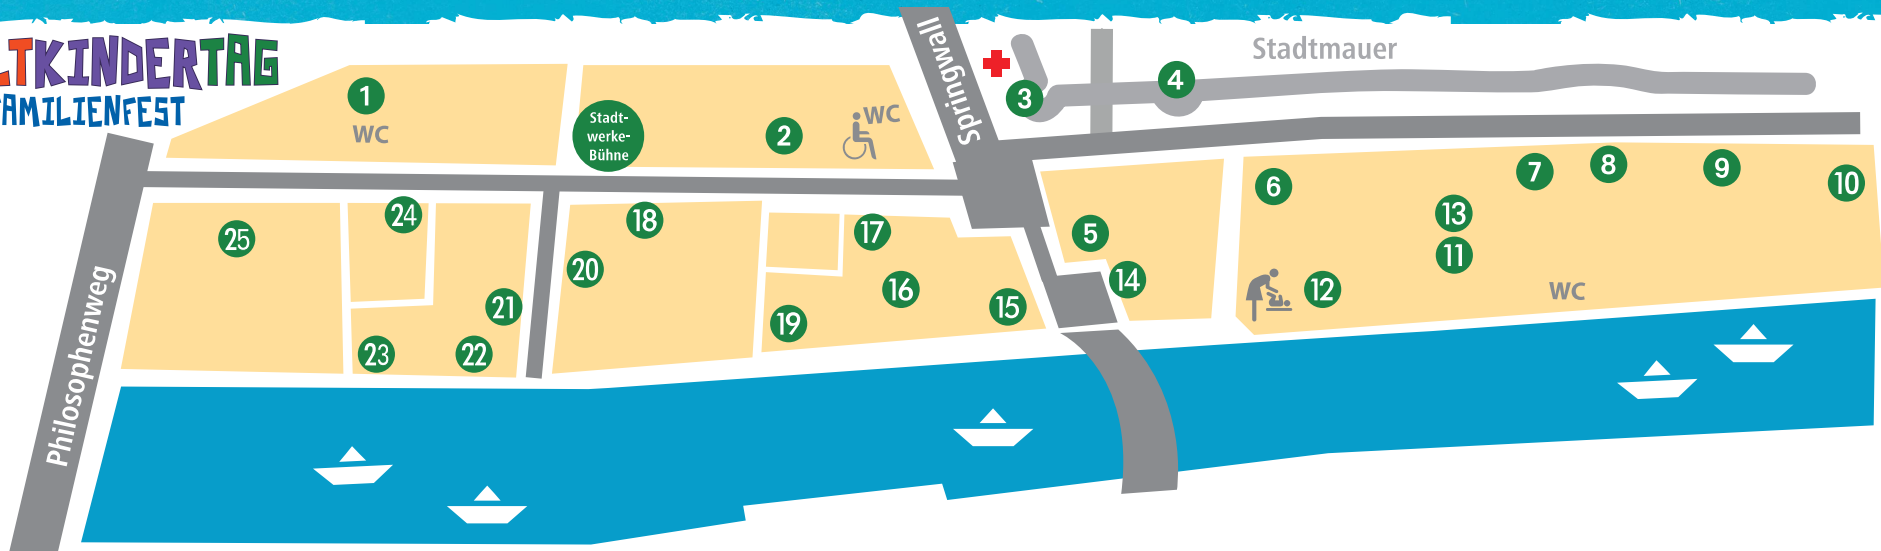 LTKINDERTAG
FAMILIENFEST
Springwall
Stadtmauer
1
WC
Stadt-
werke-
Bühne
2
WC
3
4
Philosophenweg
25
24
23
22
21
20
18
19
17
16
15
5
14
6
7
8
9
10
13
11
12
WC